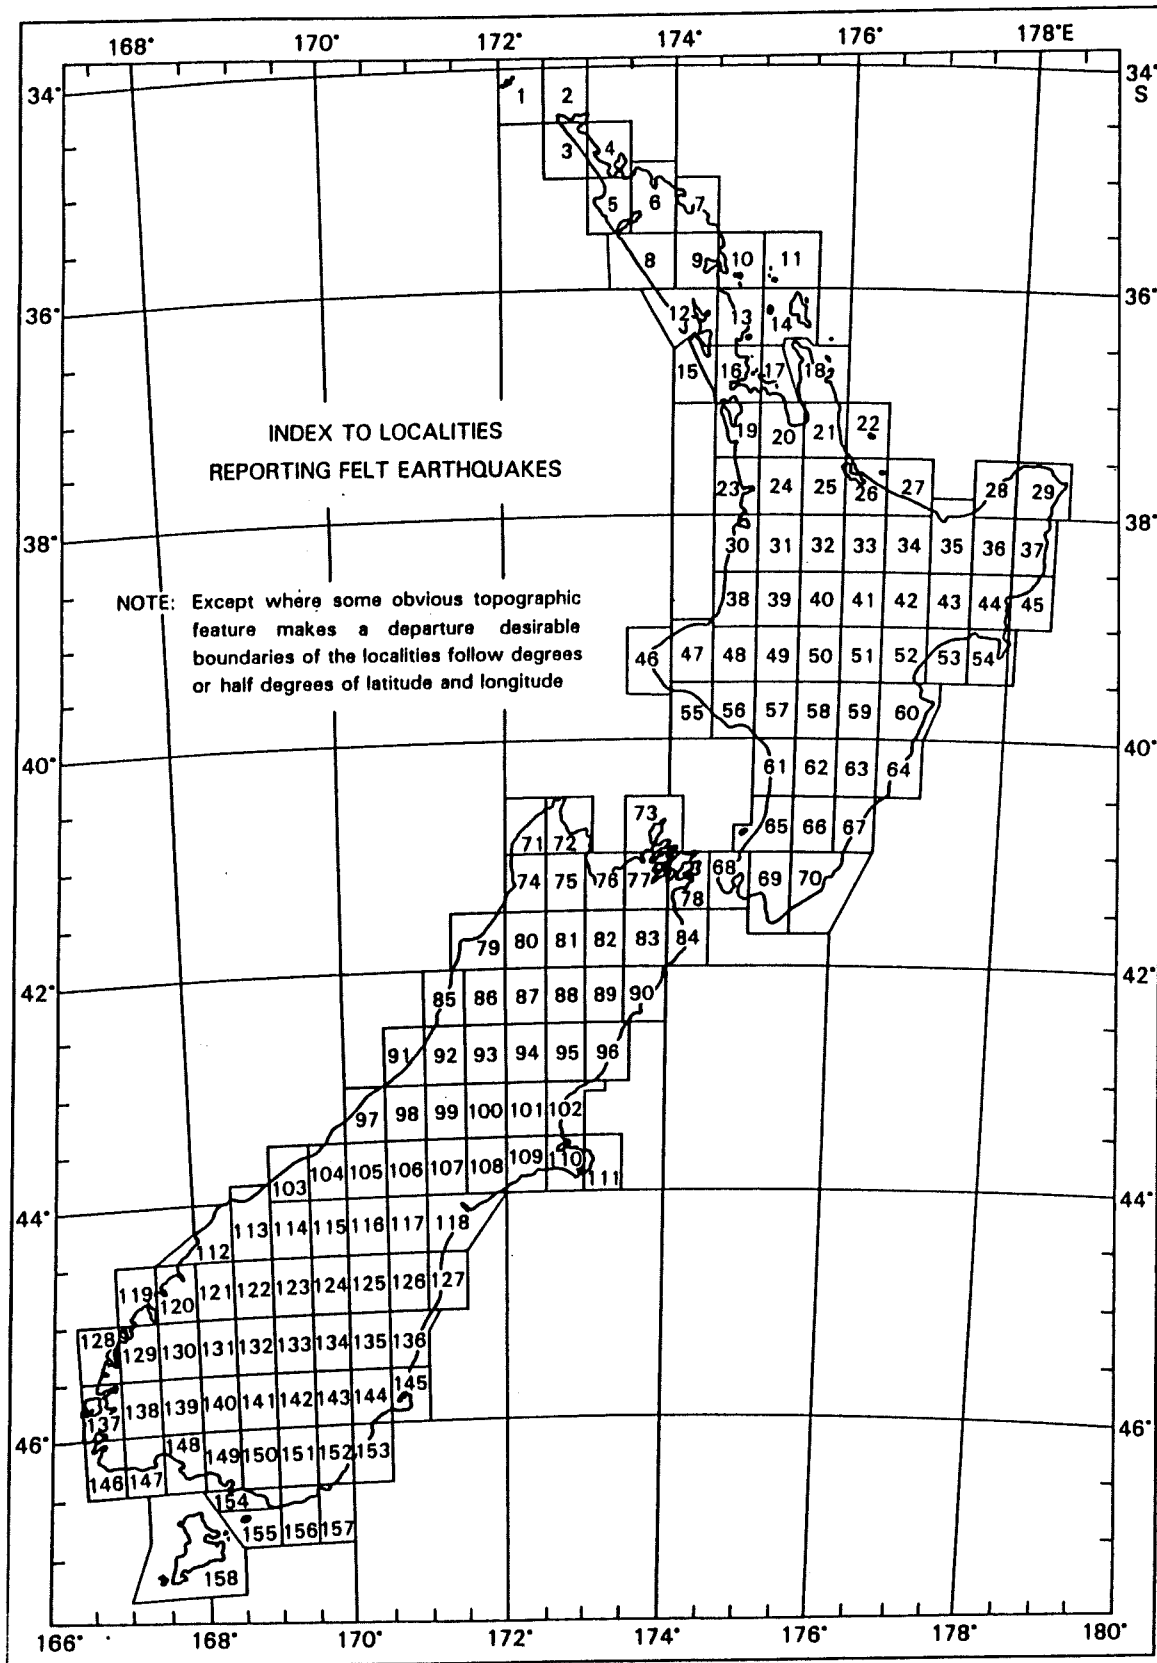 168° 170° 172° 174° 176° 178°E
34° 34°
S
1 2
3 4
5 6 7
8 9 10 11
36° 36°
12 13 14
15 16 17 18
19 20 21 22
INDEX TO LOCALITIES
REPORTING FELT EARTHQUAKES
23 24 25 26 27 28 29
38° 38°
30 31 32 33 34 35 36 37
NOTE: Except where some obvious topographic
feature makes a departure desirable
boundaries of the localities follow degrees
or half degrees of latitude and longitude
38 39 40 41 42 43 44 45
46 47 48 49 50 51 52 53 54
55 56 57 58 59 60
40° 40°
61 62 63 64
73 65 66 67
71 72
74 75 76 77 78 68 69 70
79 80 81 82 83 84
42° 42°
85 86 87 88 89 90
91 92 93 94 95 96
97 98 99 100 101 102
103 104 105 106 107 108 109 110 111
44° 44°
112 113 114 115 116 117 118
119 120 121 122 123 124 125 126 127
128 129 130 131 132 133 134 135 136
137 138 139 140 141 142 143 144 145
46° 46°
146 147 148 149 150 151 152 153
154 155 156 157
158
166° 168° 170° 172° 174° 176° 178° 180°